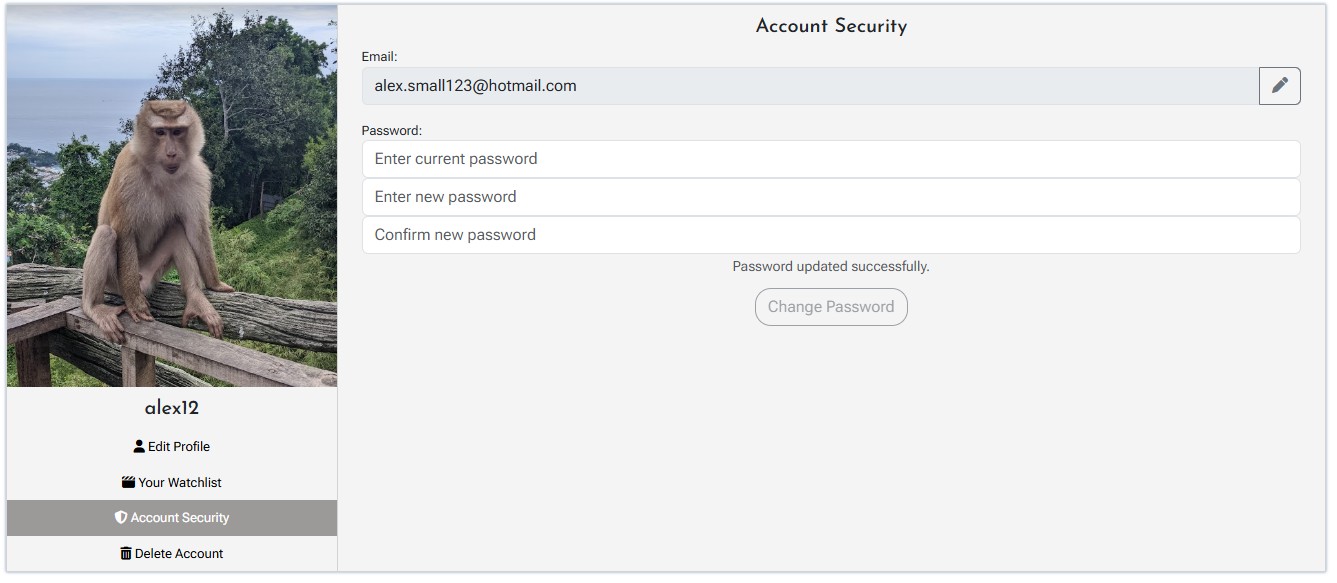 Account Security
Email:
alex.small123@hotmail.com
Password:
Enter current password
Enter new password
Confirm new password
Password updated successfully.
Change Password
alex12
Edit Profile
Your Watchlist
Account Security
Delete Account